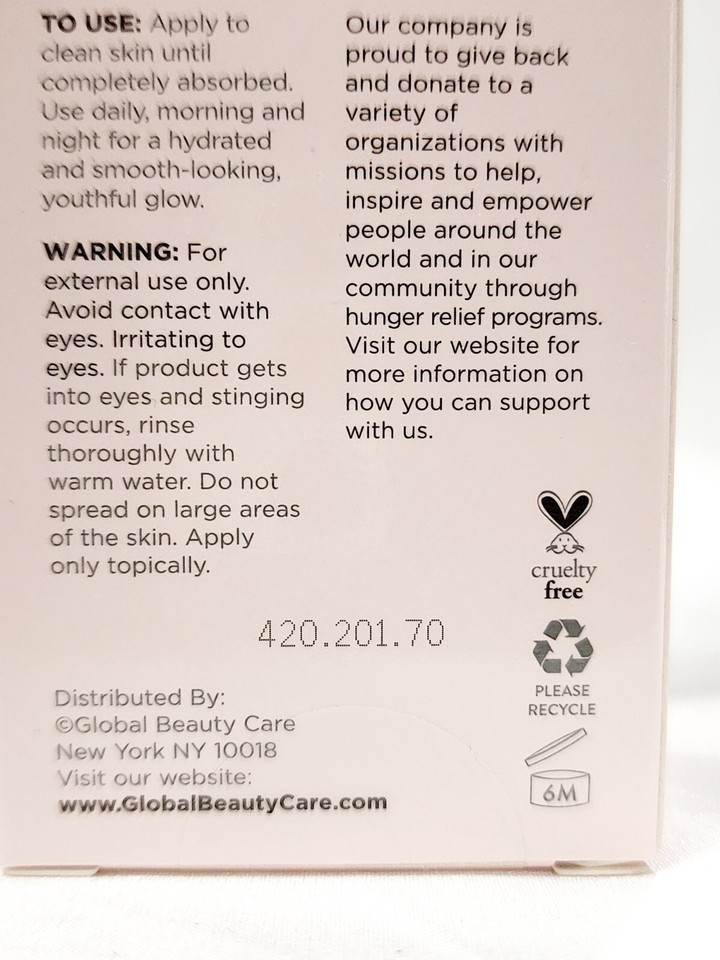 TO USE: Apply to
clean skin until
completely absorbed.
Use daily, morning and
night for a hydrated
and smooth-looking,
youthful glow.
WARNING: For
external use only.
Avoid contact with
eyes. Irritating to
eyes. If product gets
into eyes and stinging
occurs, rinse
thoroughly with
warm water. Do not
spread on large areas
of the skin. Apply
only topically.
Our company is
proud to give back
and donate to a
variety of
organizations with
missions to help,
inspire and empower
people around the
world and in our
community through
hunger relief programs.
Visit our website for
more information on
how you can support
with us.
cruelty
free
420.201.70
PLEASE
RECYCLE
6M
Distributed By:
©Global Beauty Care
New York NY 10018
Visit our website:
www.GlobalBeautyCare.com